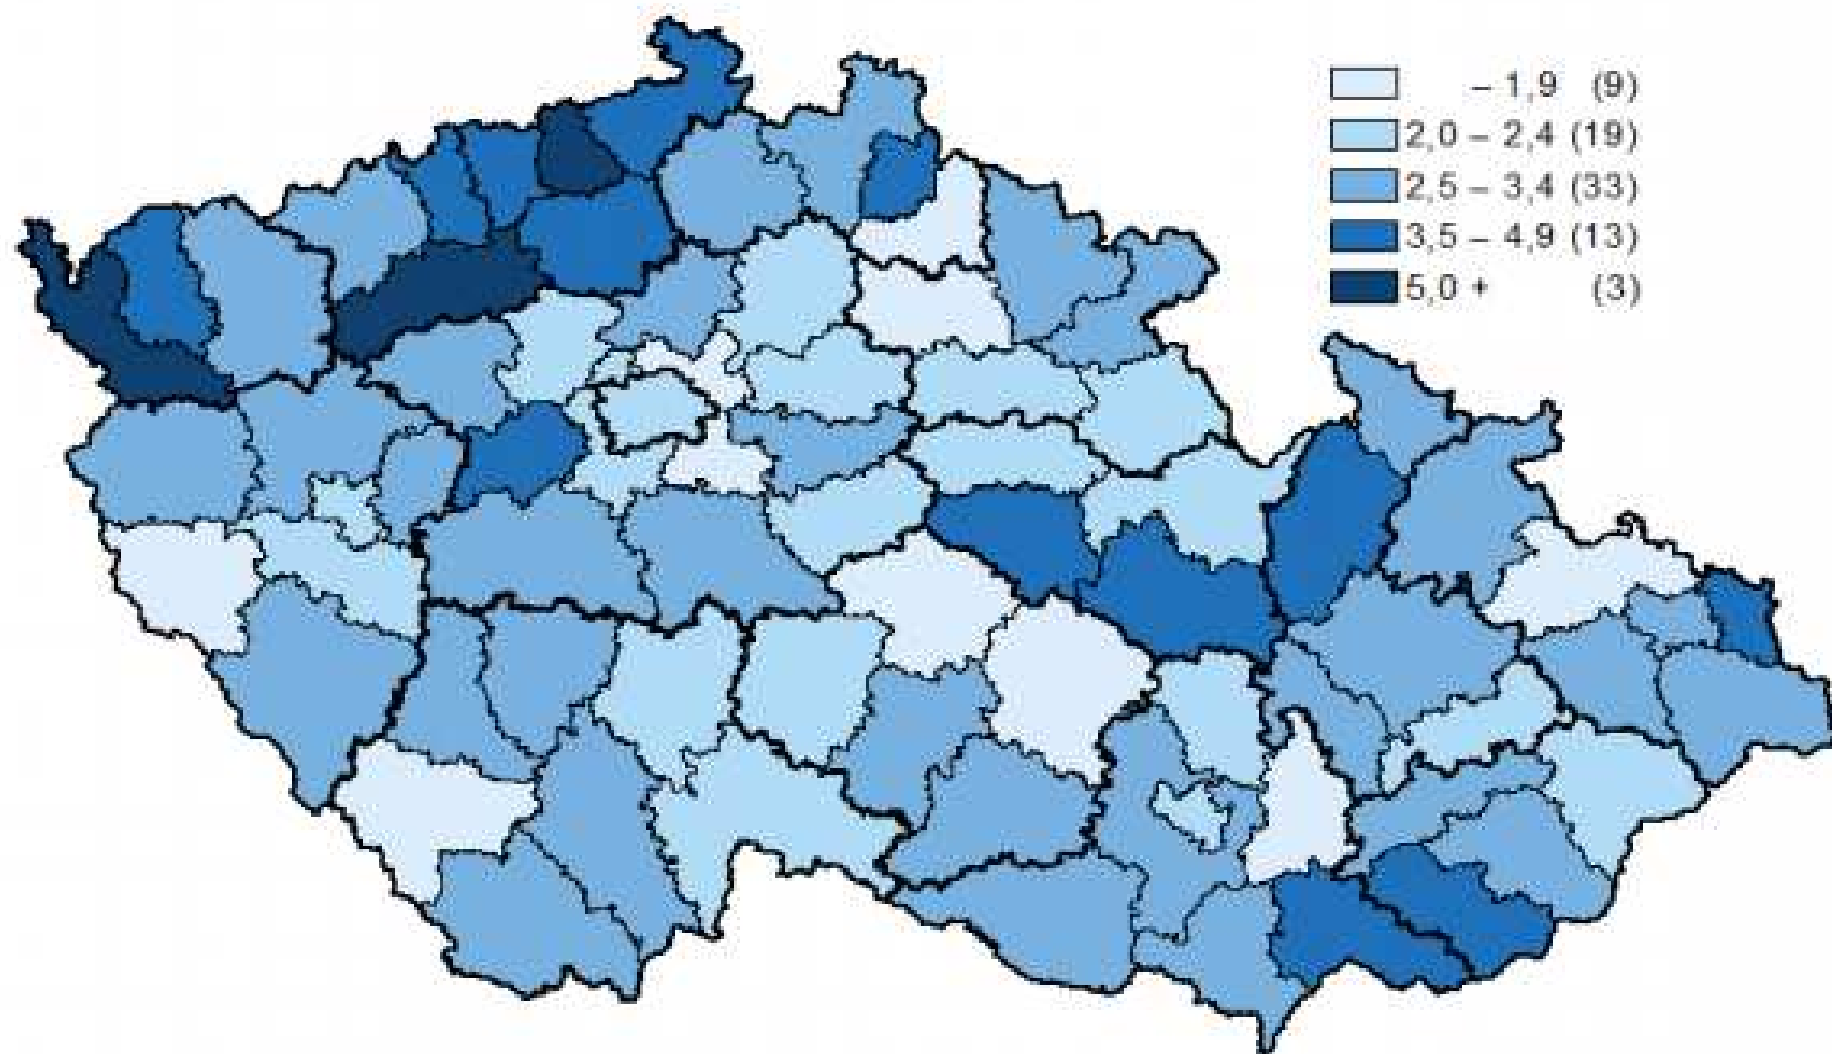 – 1,9 (9)
2,0 – 2,4 (19)
2,5 – 3,4 (33)
3,5 – 4,9 (13)
5,0 + (3)